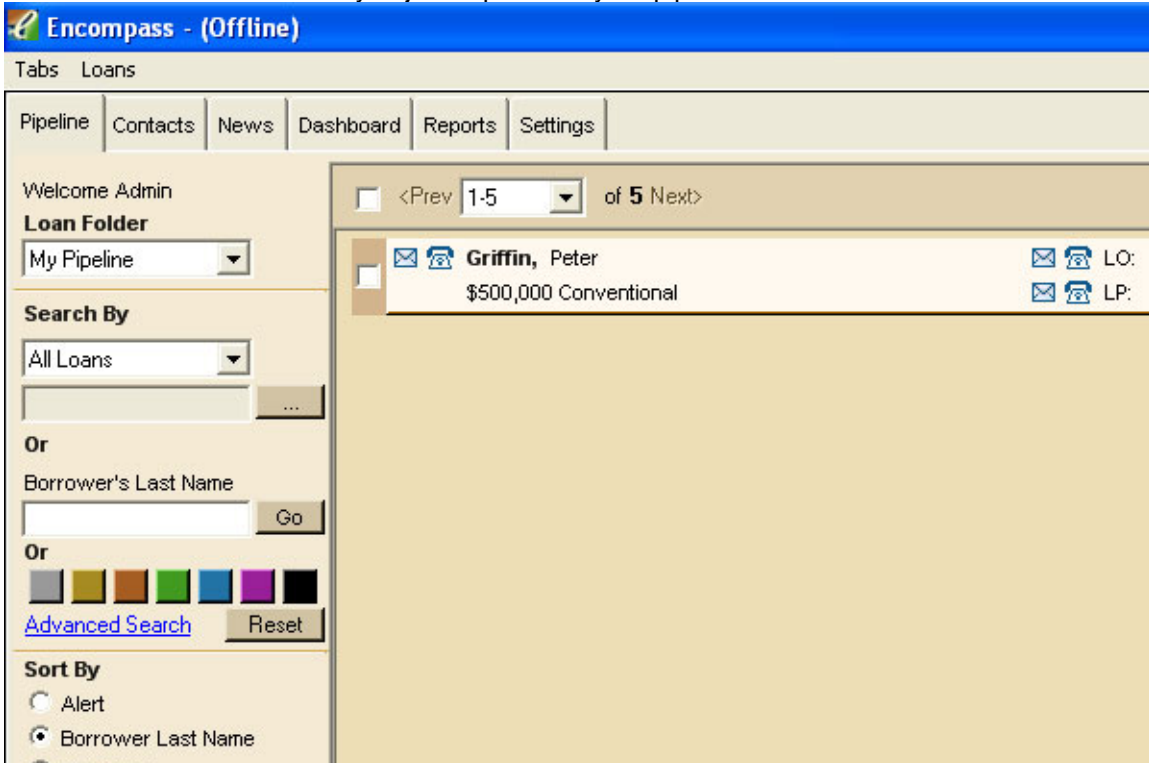 Encompass - (Offline)
Tabs Loans
Pipeline Contacts News Dashboard Reports Settings
Welcome Admin
Loan Folder
My Pipeline
Search By
All Loans
...
Or
Borrower's Last Name
Go
Or
Advanced Search Reset
Sort By
Alert
Borrower Last Name
<Prev 1-5 of 5 Next>
Griffin, Peter LO:
$500,000 Conventional LP: